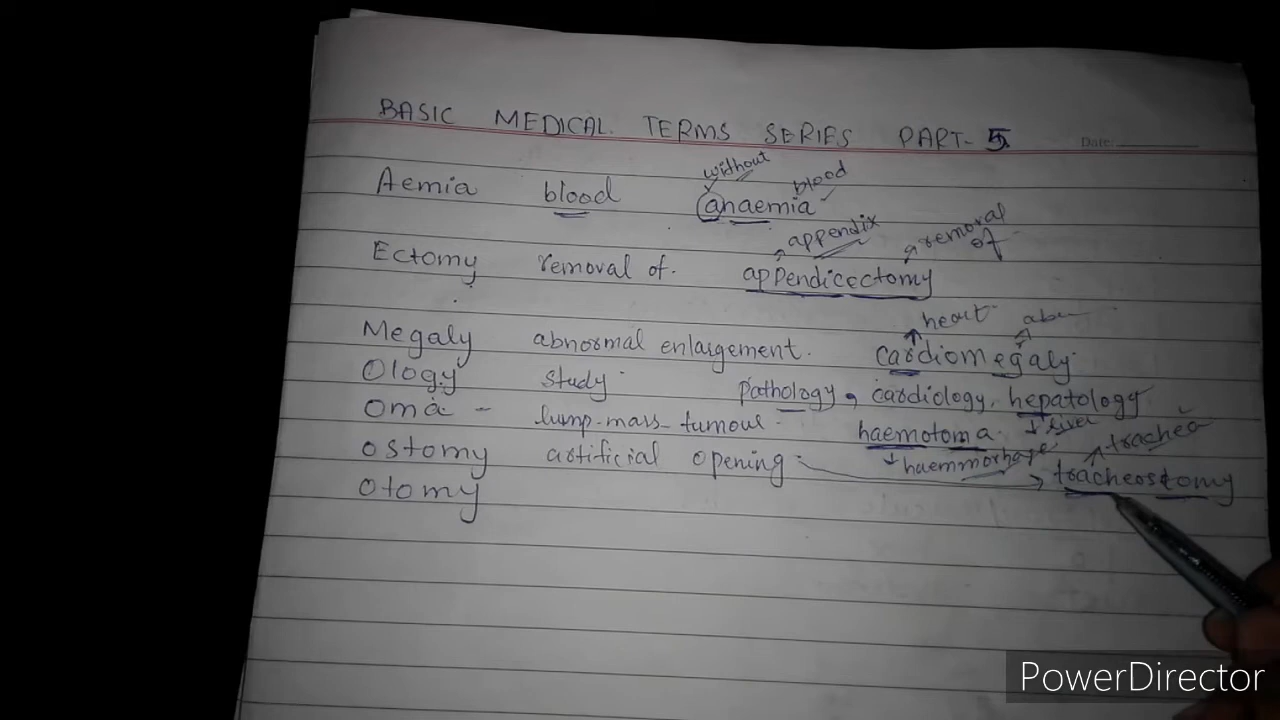 BASIC MEDICAL TERMS SERIES PART-5
Date:
without blood
Aemia blood anaemia
appendix removal of
Ectomy removal of. appendicectomy
heart
Megaly abnormal enlargement. cardiomegaly
Ology study pathology, cardiology, hepatology
liver
Oma - lump-mass-tumour haemotoma.
haemmorhage trachea
Ostomy artificial opening tracheostomy
Otomy
PowerDirector